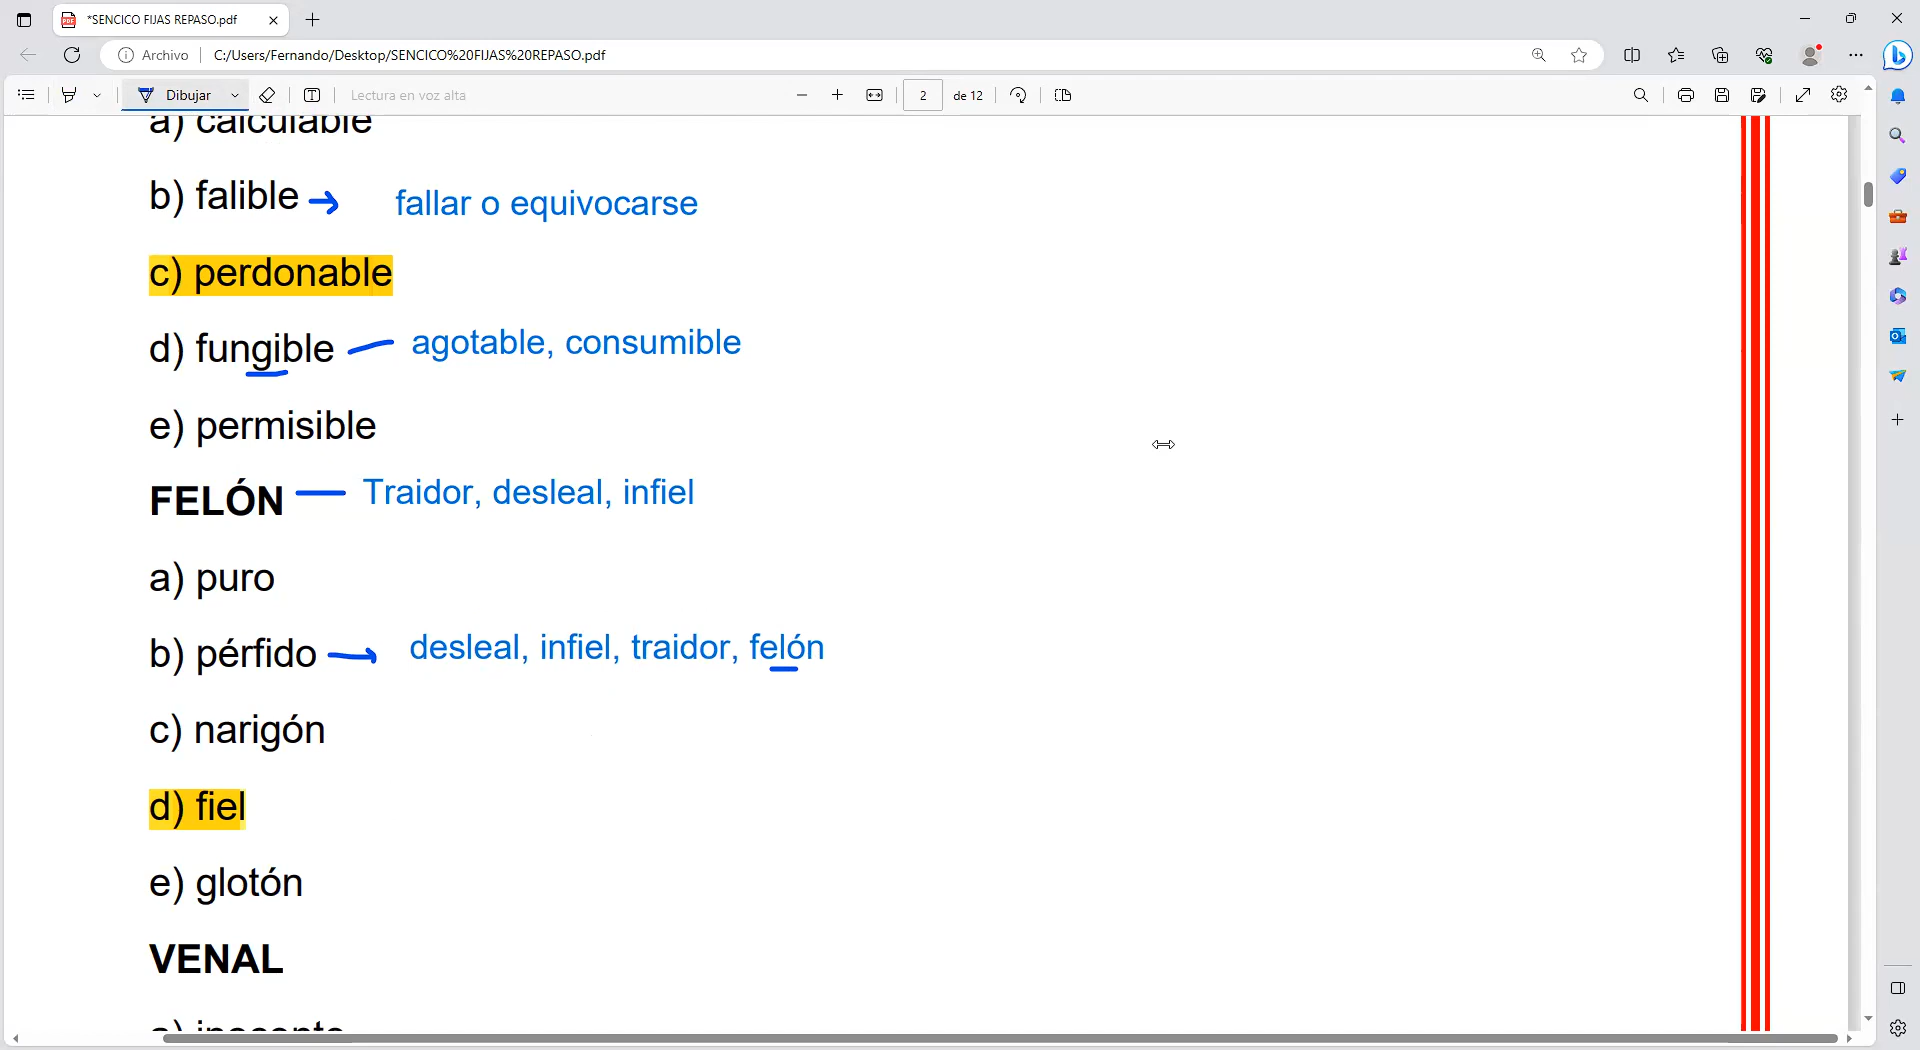 *SENCICO FIJAS REPASO.pdf
Archivo C:/Users/Fernando/Desktop/SENCICO%20FIJAS%20REPASO.pdf
Dibujar Lectura en voz alta 2 de 12
a) calculable
b) falible fallar o equivocarse
c) perdonable
d) fungible agotable, consumible
e) permisible
FELÓN Traidor, desleal, infiel
a) puro
b) pérfido desleal, infiel, traidor, felón
c) narigón
d) fiel
e) glotón
VENAL
a) inocente